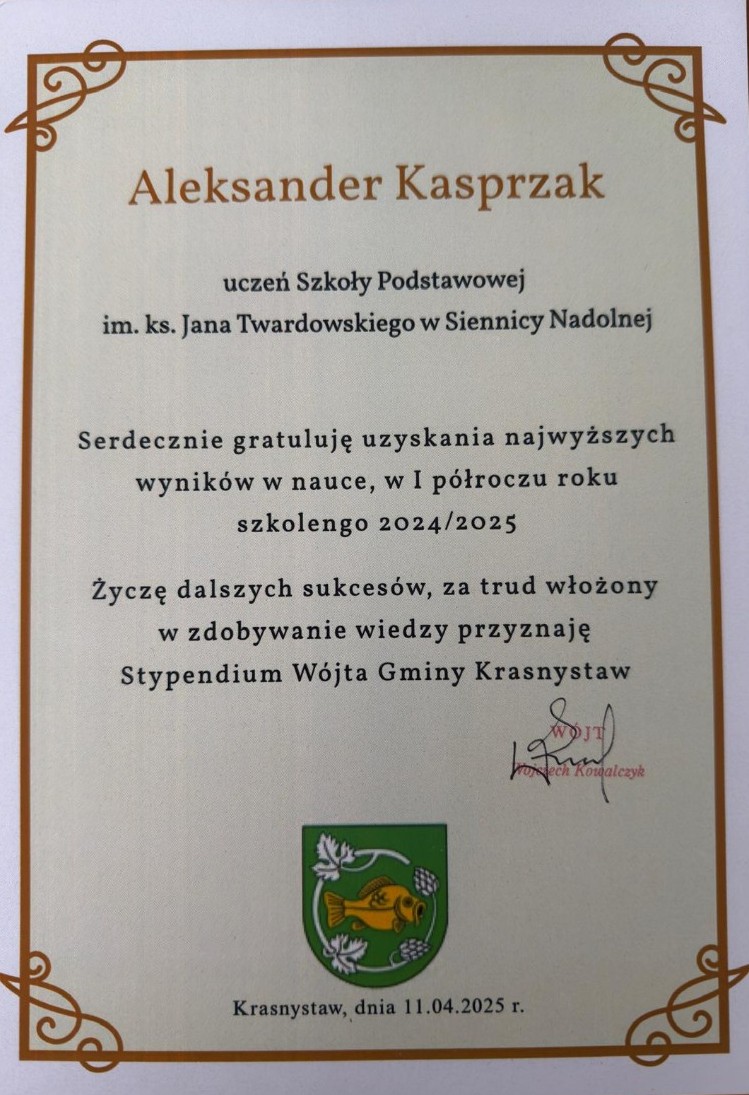 Aleksander Kasprzak
uczeń Szkoły Podstawowej
im. ks. Jana Twardowskiego w Siennicy Nadolnej
Serdecznie gratuluję uzyskania najwyższych
wyników w nauce, w I półroczu roku
szkolengo 2024/2025
Życzę dalszych sukcesów, za trud włożony
w zdobywanie wiedzy przyznaję
Stypendium Wójta Gminy Krasnystaw
WÓJT
Wojciech Kowalczyk
Krasnystaw, dnia 11.04.2025 r.